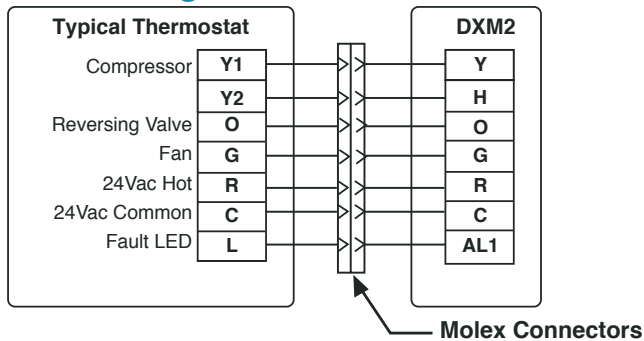 Typical Thermostat DXM2
Compressor Y1 Y
Y2 H
Reversing Valve O O
Fan G G
24Vac Hot R R
24Vac Common C C
Fault LED L AL1
Molex Connectors